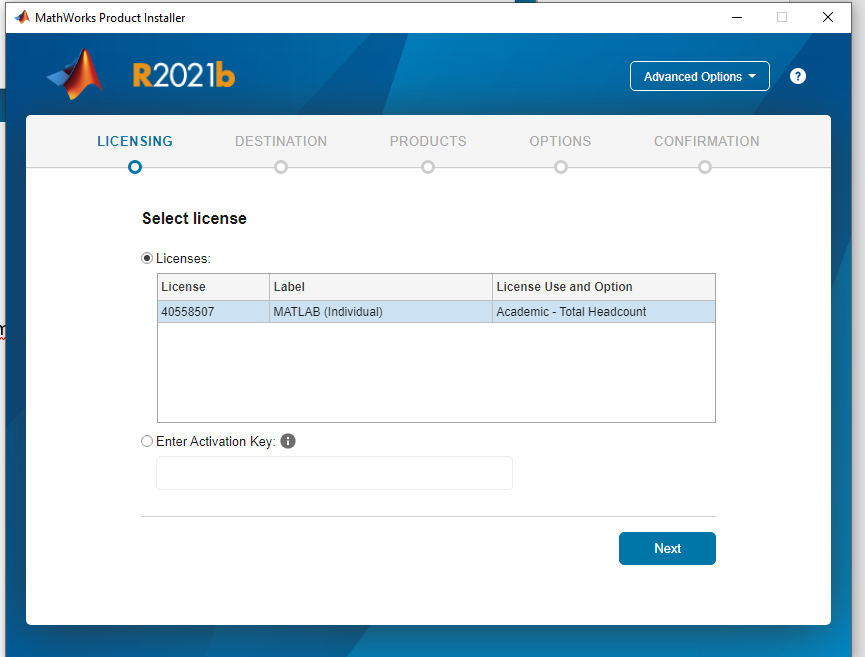 MathWorks Product Installer
R2021b
Advanced Options
?
LICENSING DESTINATION PRODUCTS OPTIONS CONFIRMATION
Select license
Licenses:
License Label License Use and Option
40558507 MATLAB (Individual) Academic - Total Headcount
Enter Activation Key:
Next